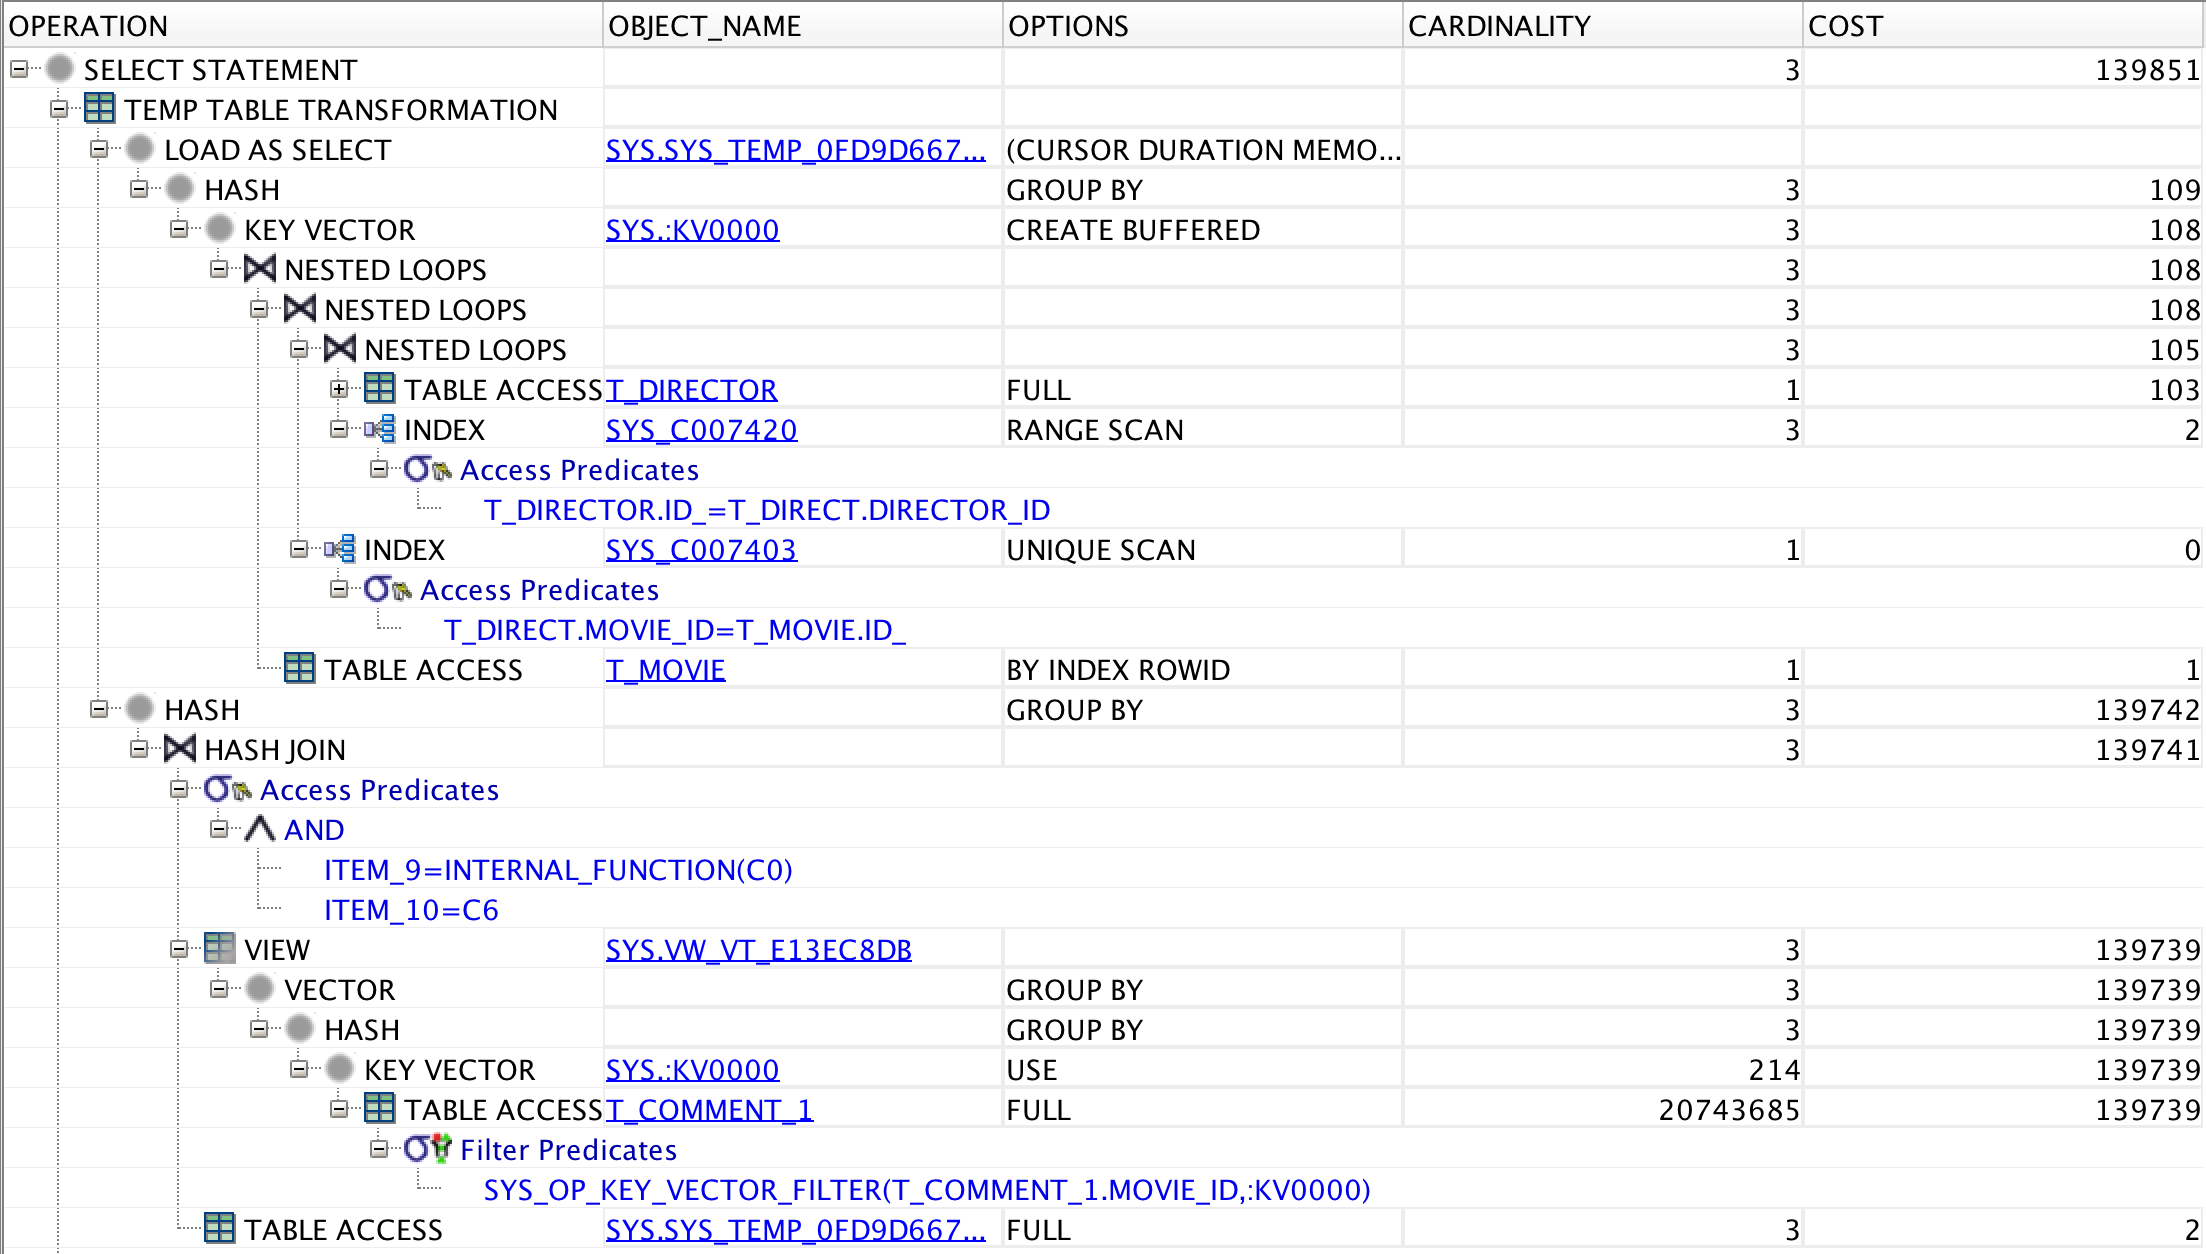 OPERATION OBJECT_NAME OPTIONS CARDINALITY COST
SELECT STATEMENT 3 139851
TEMP TABLE TRANSFORMATION
LOAD AS SELECT SYS.SYS_TEMP_0FD9D667... (CURSOR DURATION MEMO...
HASH GROUP BY 3 109
KEY VECTOR SYS.:KV0000 CREATE BUFFERED 3 108
NESTED LOOPS 3 108
NESTED LOOPS 3 108
NESTED LOOPS 3 105
TABLE ACCESS T_DIRECTOR FULL 1 103
INDEX SYS_C007420 RANGE SCAN 3 2
Access Predicates
T_DIRECTOR.ID_=T_DIRECT.DIRECTOR_ID
INDEX SYS_C007403 UNIQUE SCAN 1 0
Access Predicates
T_DIRECT.MOVIE_ID=T_MOVIE.ID_
TABLE ACCESS T_MOVIE BY INDEX ROWID 1 1
HASH GROUP BY 3 139742
HASH JOIN 3 139741
Access Predicates
AND
ITEM_9=INTERNAL_FUNCTION(C0)
ITEM_10=C6
VIEW SYS.VW_VT_E13EC8DB 3 139739
VECTOR GROUP BY 3 139739
HASH GROUP BY 3 139739
KEY VECTOR SYS.:KV0000 USE 214 139739
TABLE ACCESS T_COMMENT_1 FULL 20743685 139739
Filter Predicates
SYS_OP_KEY_VECTOR_FILTER(T_COMMENT_1.MOVIE_ID,:KV0000)
TABLE ACCESS SYS.SYS_TEMP_0FD9D667... FULL 3 2